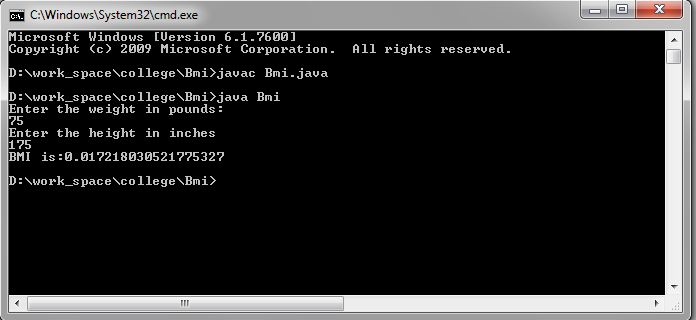 C:\Windows\System32\cmd.exe
Microsoft Windows [Version 6.1.7600]
Copyright (c) 2009 Microsoft Corporation.  All rights reserved.
D:\work_space\college\Bmi>javac Bmi.java
D:\work_space\college\Bmi>java Bmi
Enter the weight in pounds:
75
Enter the height in inches
175
BMI is:0.017218030521775327
D:\work_space\college\Bmi>